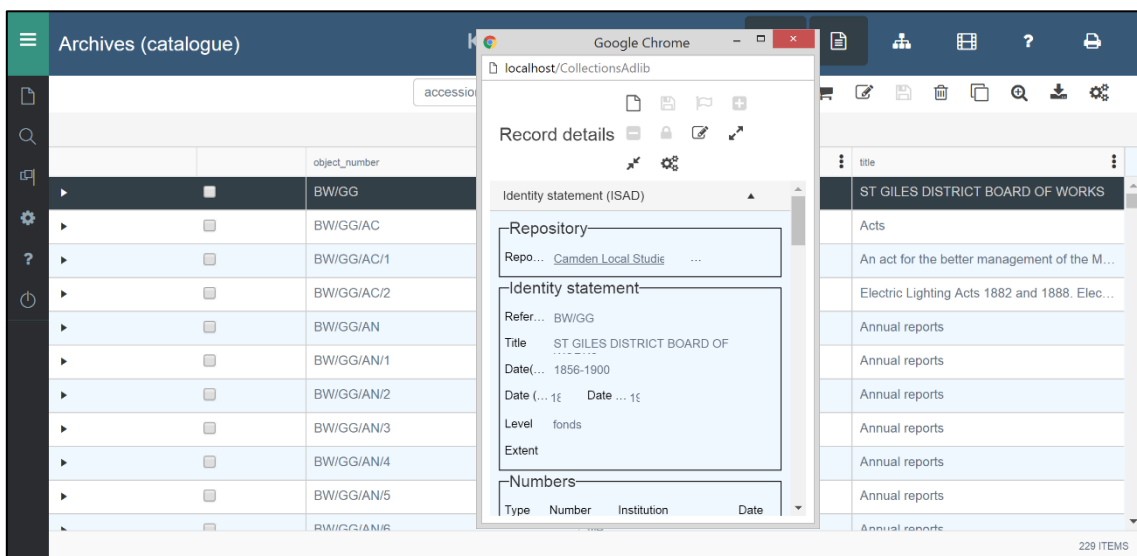 Archives (catalogue)
K
?
accession
object_number
title
BW/GG
ST GILES DISTRICT BOARD OF WORKS
BW/GG/AC
Acts
BW/GG/AC/1
An act for the better management of the M...
BW/GG/AC/2
Electric Lighting Acts 1882 and 1888. Elec...
BW/GG/AN
Annual reports
BW/GG/AN/1
Annual reports
BW/GG/AN/2
Annual reports
BW/GG/AN/3
Annual reports
BW/GG/AN/4
Annual reports
BW/GG/AN/5
Annual reports
BW/GG/AN/6
Annual reports
229 ITEMS
?
Google Chrome
localhost/CollectionsAdlib
Record details
Identity statement (ISAD)
Repository
Repo... Camden Local Studie ...
Identity statement
Refer... BW/GG
Title ST GILES DISTRICT BOARD OF
Date(... 1856-1900
Date (... 18 Date ... 19
Level fonds
Extent
Numbers
Type Number Institution Date